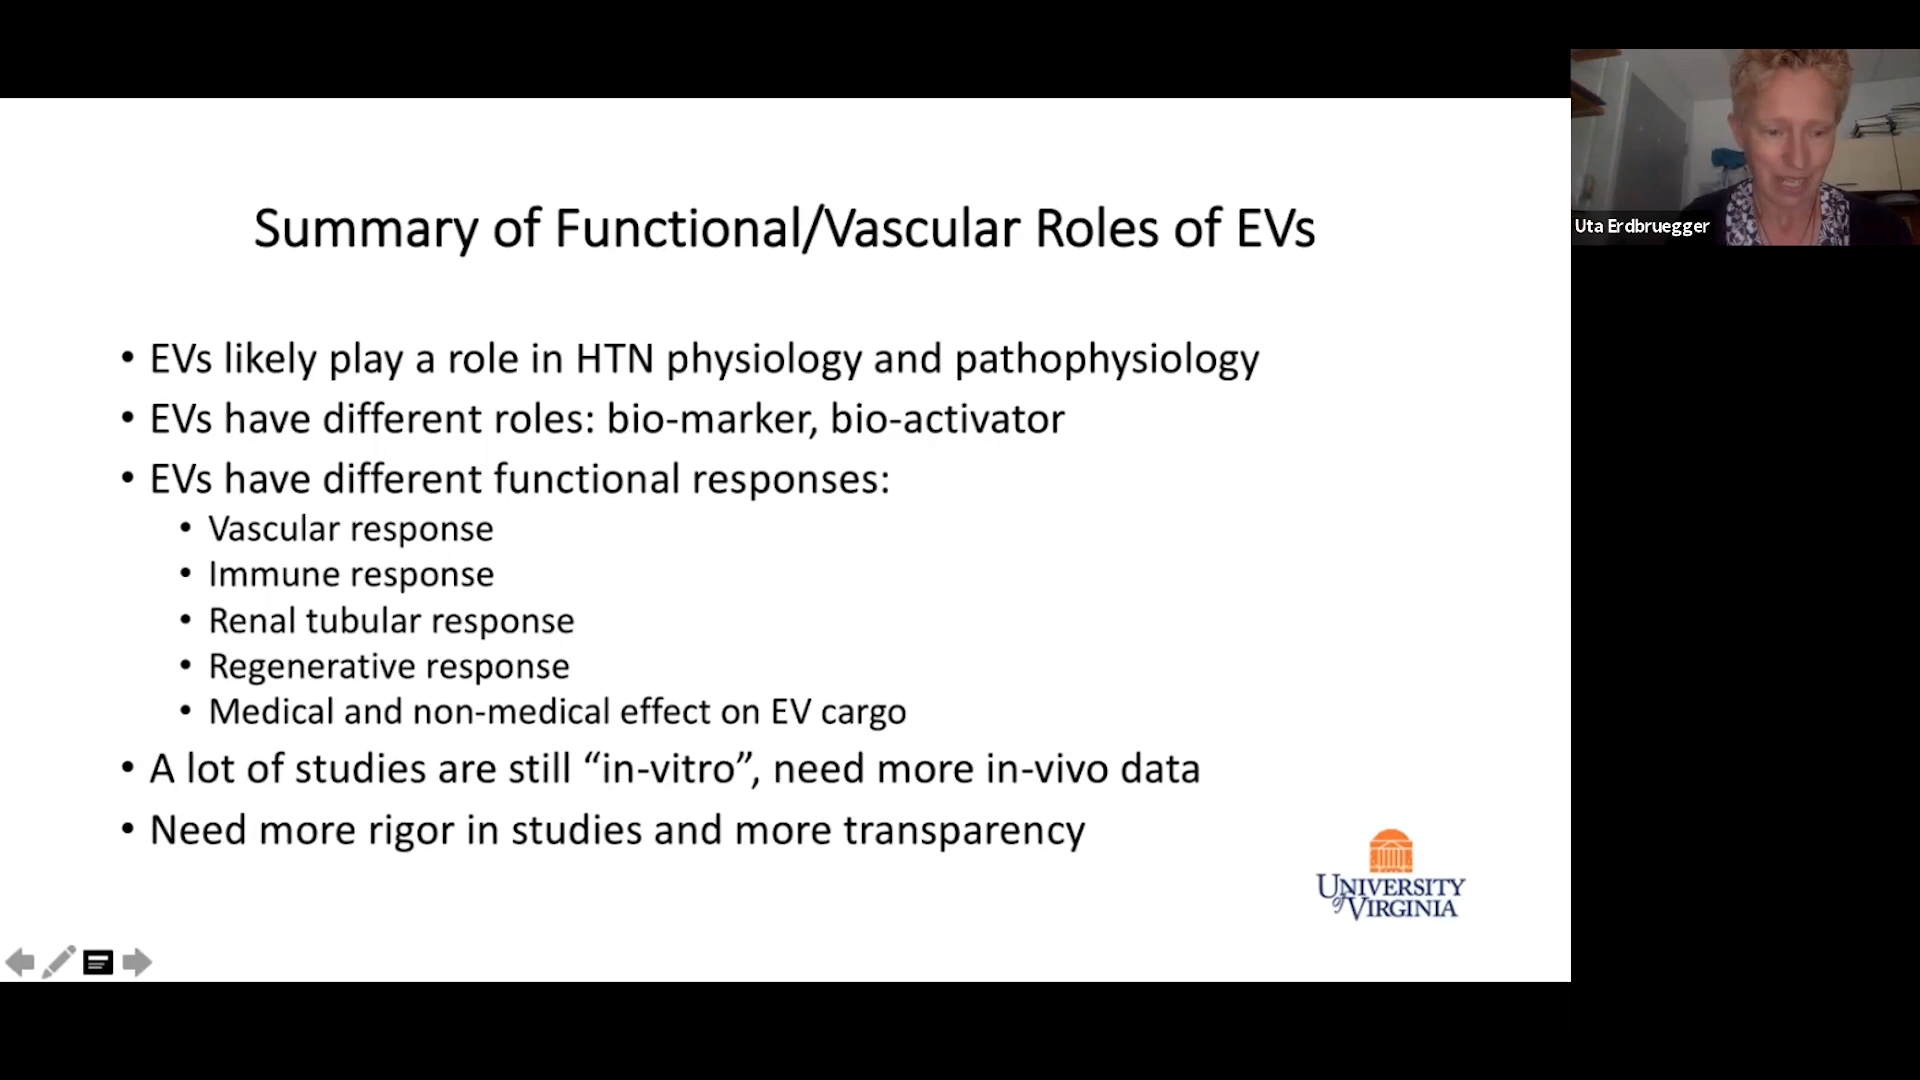 Summary of Functional/Vascular Roles of EVs
• EVs likely play a role in HTN physiology and pathophysiology
• EVs have different roles: bio-marker, bio-activator
• EVs have different functional responses:
• Vascular response
• Immune response
• Renal tubular response
• Regenerative response
• Medical and non-medical effect on EV cargo
• A lot of studies are still “in-vitro”, need more in-vivo data
• Need more rigor in studies and more transparency
UNIVERSITY
of VIRGINIA
Uta Erdbruegger